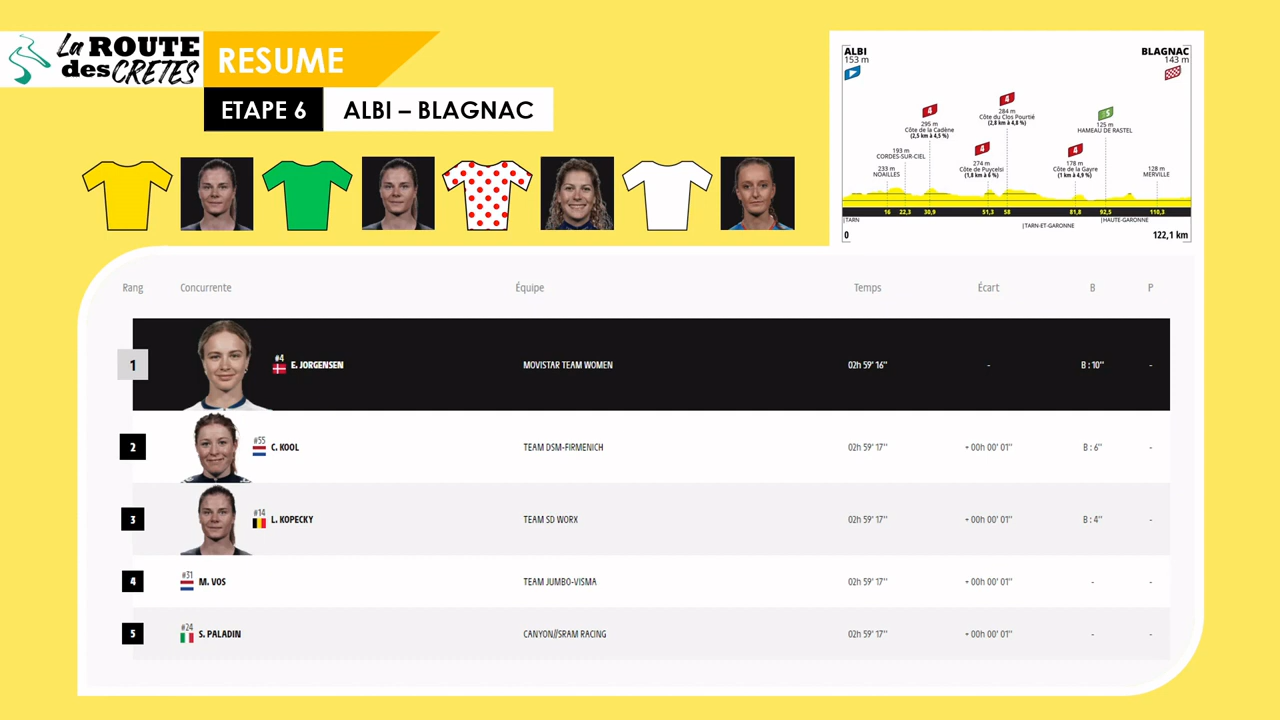 La ROUTE
des CRETES
RESUME
ETAPE 6
ALBI – BLAGNAC
ALBI
153 m
BLAGNAC
143 m
4
295 m
Côte de la Cadène
(2,5 km à 4,5 %)
4
284 m
Côte du Clos Pourtié
(2,8 km à 4,8 %)
S
125 m
HAMEAU DE RASTEL
193 m
CORDES-SUR-CIEL
233 m
NOAILLES
4
274 m
Côte de Puycelsi
(1,8 km à 6 %)
4
178 m
Côte de la Gayre
(1 km à 4,9 %)
128 m
MERVILLE
16 22,3 30,9 51,3 58 81,8 92,5 110,3
TARN
TARN-ET-GARONNE
HAUTE-GARONNE
0
122,1 km
Rang Concurrente Équipe Temps Écart B P
1 #4 E. JORGENSEN MOVISTAR TEAM WOMEN 02h 59' 16'' - B : 10'' -
2 #55 C. KOOL TEAM DSM-FIRMENICH 02h 59' 17'' + 00h 00' 01'' B : 6'' -
3 #14 L. KOPECKY TEAM SD WORX 02h 59' 17'' + 00h 00' 01'' B : 4'' -
4 #31 M. VOS TEAM JUMBO-VISMA 02h 59' 17'' + 00h 00' 01'' - -
5 #24 S. PALADIN CANYON//SRAM RACING 02h 59' 17'' + 00h 00' 01'' - -